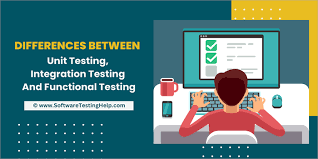 DIFFERENCES BETWEEN
Unit Testing,
Integration Testing
And Functional Testing
© www.SoftwareTestingHelp.com